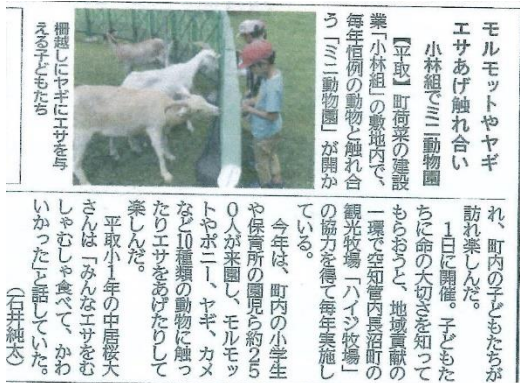 モルモットやヤギ
エサあげ触れ合い
小林組でミニ動物園
【平取】町荷菜の建設
業「小林組」の敷地内で、
毎年恒例の動物と触れ合
う「ミニ動物園」が開か
れ、町内の子どもたちが
訪れ楽しんだ。
1日に開催。子どもた
ちに命の大切さを知って
もらおうと、地域貢献の
一環で空知管内長沼町の
観光牧場「ハイジ牧場」
の協力を得て毎年実施し
ている。
今年は、町内の小学生
や保育所の園児ら約25
0人が来園し、モルモッ
トやポニー、ヤギ、カメ
など10種類の動物に触っ
たりエサをあげたりして
楽しんだ。
平取小1年の中居桜大
さんは「みんなエサをむ
しゃむしゃ食べて、かわ
いかった」と話していた。
(石井純太)
柵越しにヤギにエサを与
える子どもたち